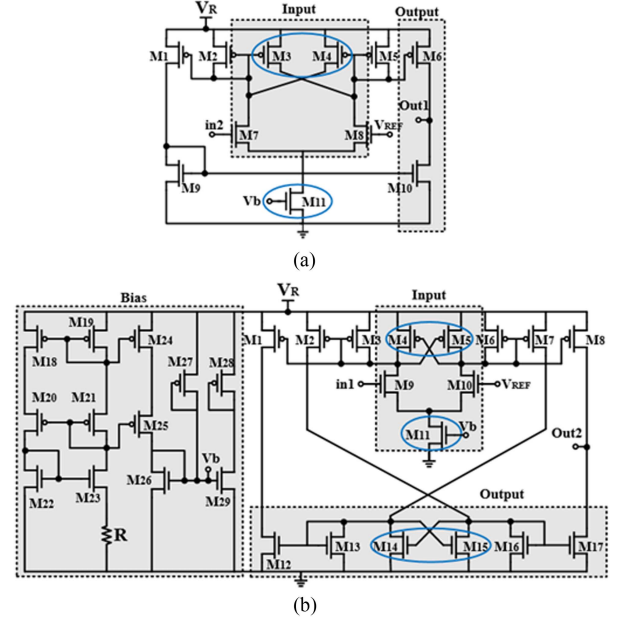 Input
Output
VR
M1
M2
M3
M4
M5
M6
Out1
in2
M7
M8
VREF
M9
M10
Vb
M11
(a)
Bias
VR
Input
M18
M19
M24
M27
M28
M1
M2
M3
M4
M5
M6
M7
M8
M20
M21
M25
in1
M9
M10
VREF
M11
Vb
Out2
M22
M23
M26
Vb
M29
R
Output
M12
M13
M14
M15
M16
M17
(b)